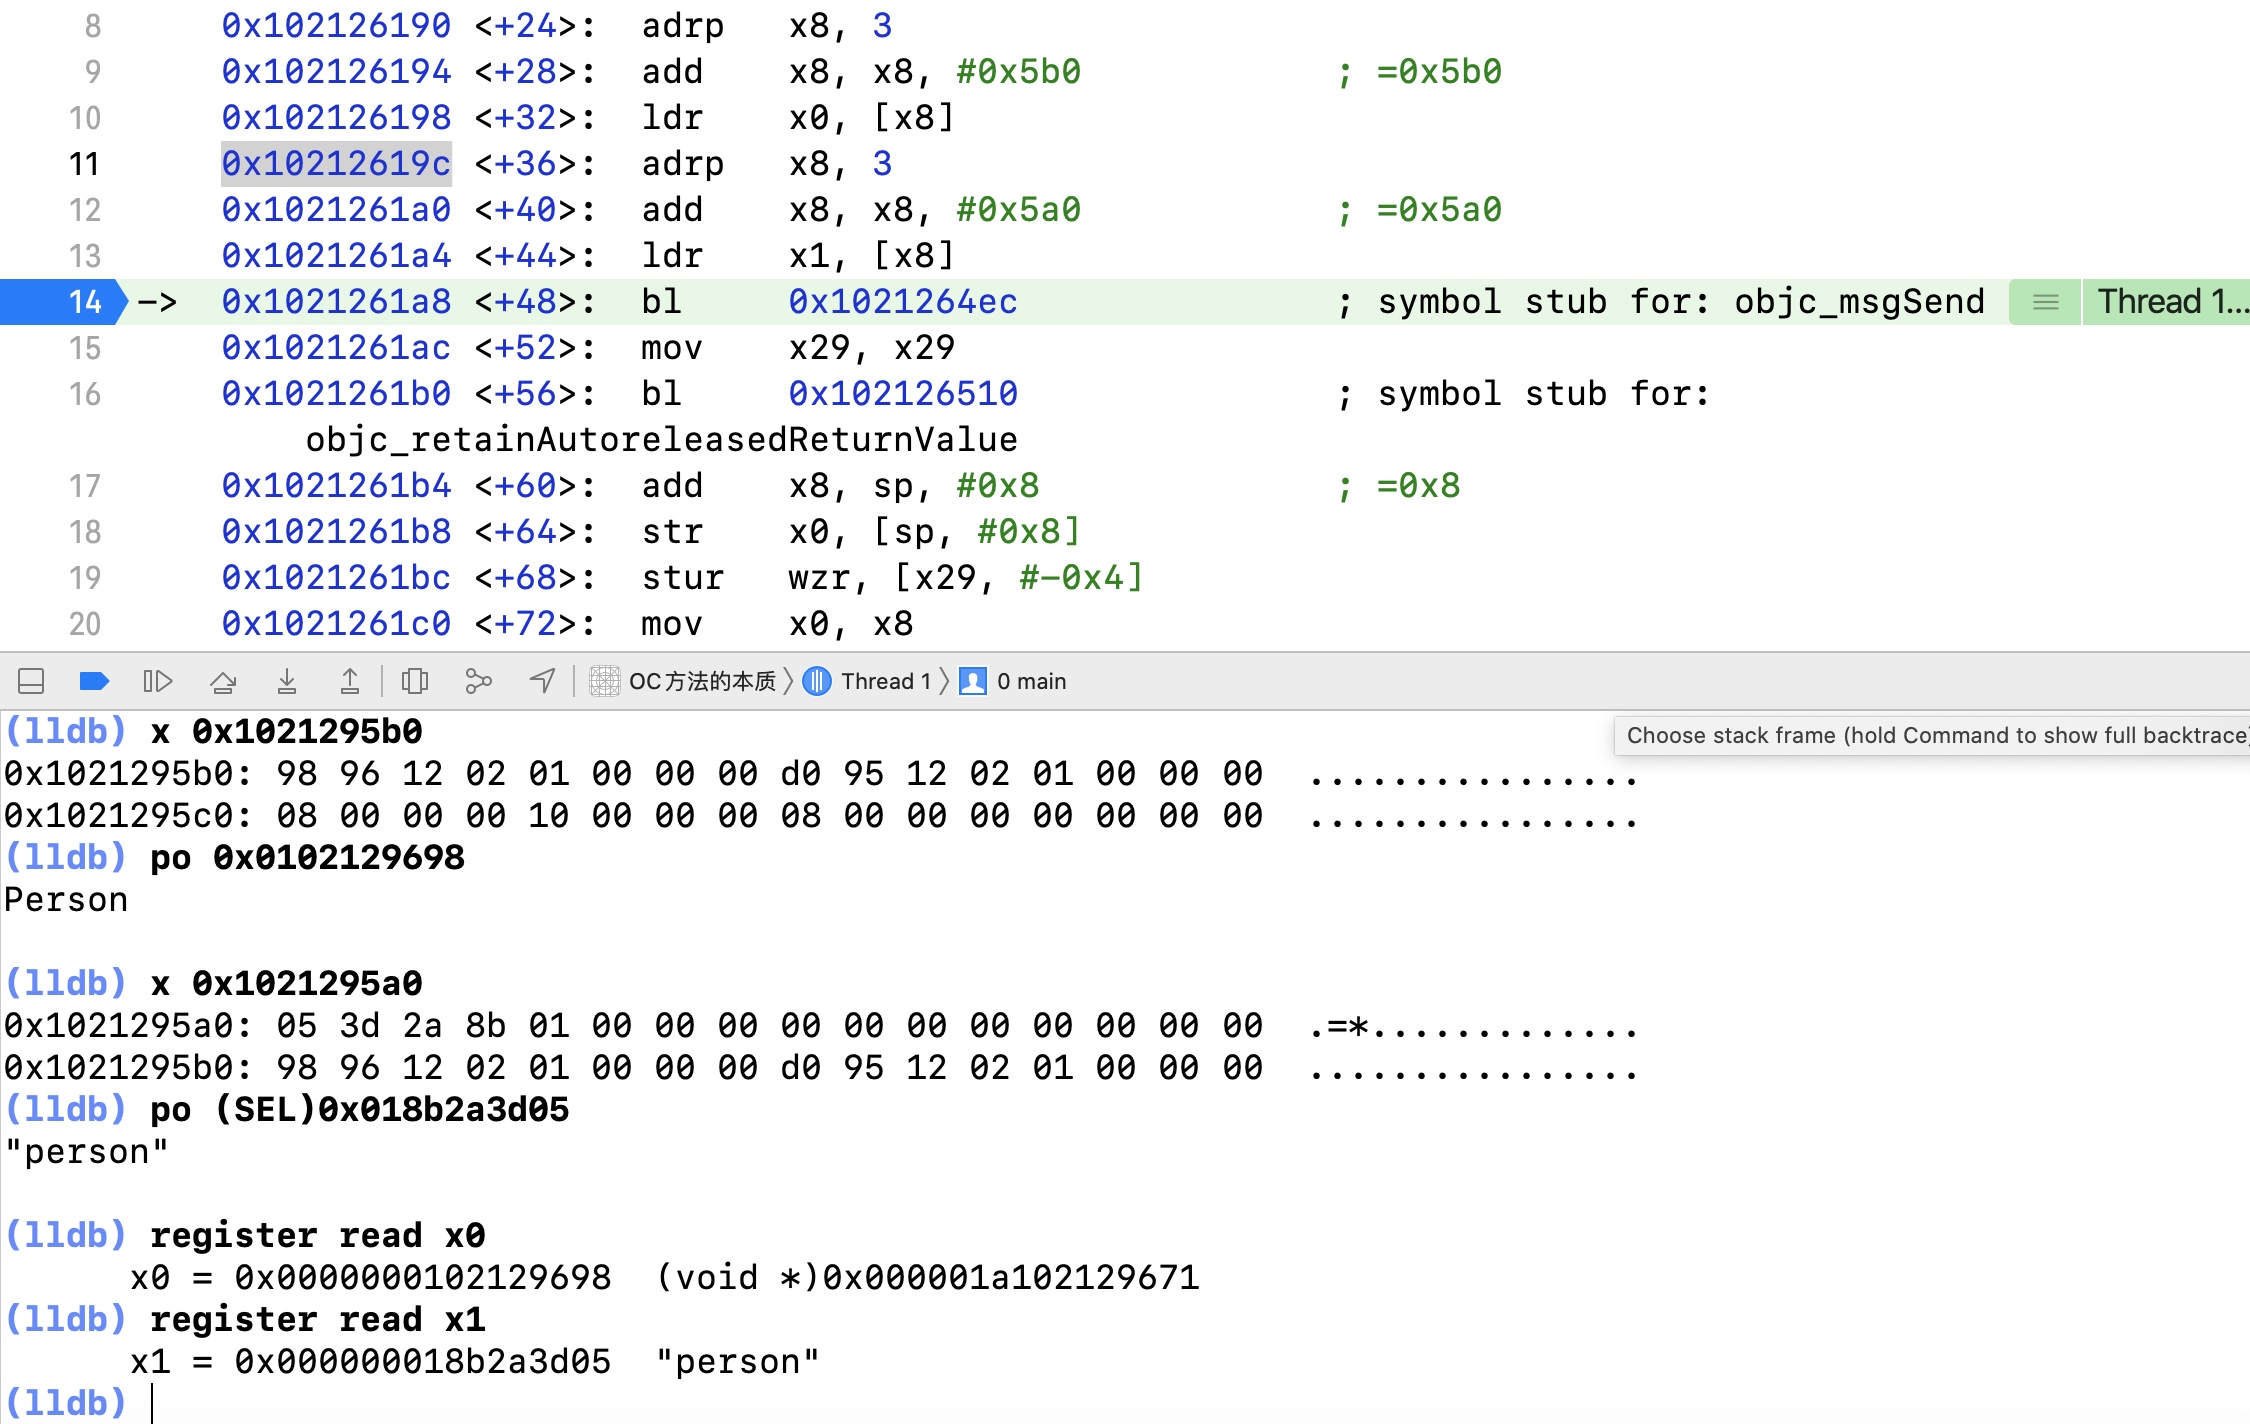 8 0x102126190 <+24>: adrp x8, 3
9 0x102126194 <+28>: add x8, x8, #0x5b0 ; =0x5b0
10 0x102126198 <+32>: ldr x0, [x8]
11 0x10212619c <+36>: adrp x8, 3
12 0x1021261a0 <+40>: add x8, x8, #0x5a0 ; =0x5a0
13 0x1021261a4 <+44>: ldr x1, [x8]
14 -> 0x1021261a8 <+48>: bl 0x1021264ec ; symbol stub for: objc_msgSend Thread 1...
15 0x1021261ac <+52>: mov x29, x29
16 0x1021261b0 <+56>: bl 0x102126510 ; symbol stub for:
objc_retainAutoreleasedReturnValue
17 0x1021261b4 <+60>: add x8, sp, #0x8 ; =0x8
18 0x1021261b8 <+64>: str x0, [sp, #0x8]
19 0x1021261bc <+68>: stur wzr, [x29, #-0x4]
20 0x1021261c0 <+72>: mov x0, x8
OC方法的本质 Thread 1 0 main
(lldb) x 0x1021295b0
Choose stack frame (hold Command to show full backtrace)
0x1021295b0: 98 96 12 02 01 00 00 00 d0 95 12 02 01 00 00 00 ................
0x1021295c0: 08 00 00 00 10 00 00 00 08 00 00 00 00 00 00 00 ................
(lldb) po 0x0102129698
Person
(lldb) x 0x1021295a0
0x1021295a0: 05 3d 2a 8b 01 00 00 00 00 00 00 00 00 00 00 00 .=*.............
0x1021295b0: 98 96 12 02 01 00 00 00 d0 95 12 02 01 00 00 00 ................
(lldb) po (SEL)0x018b2a3d05
"person"
(lldb) register read x0
x0 = 0x0000000102129698 (void *)0x000001a102129671
(lldb) register read x1
x1 = 0x000000018b2a3d05 "person"
(lldb)